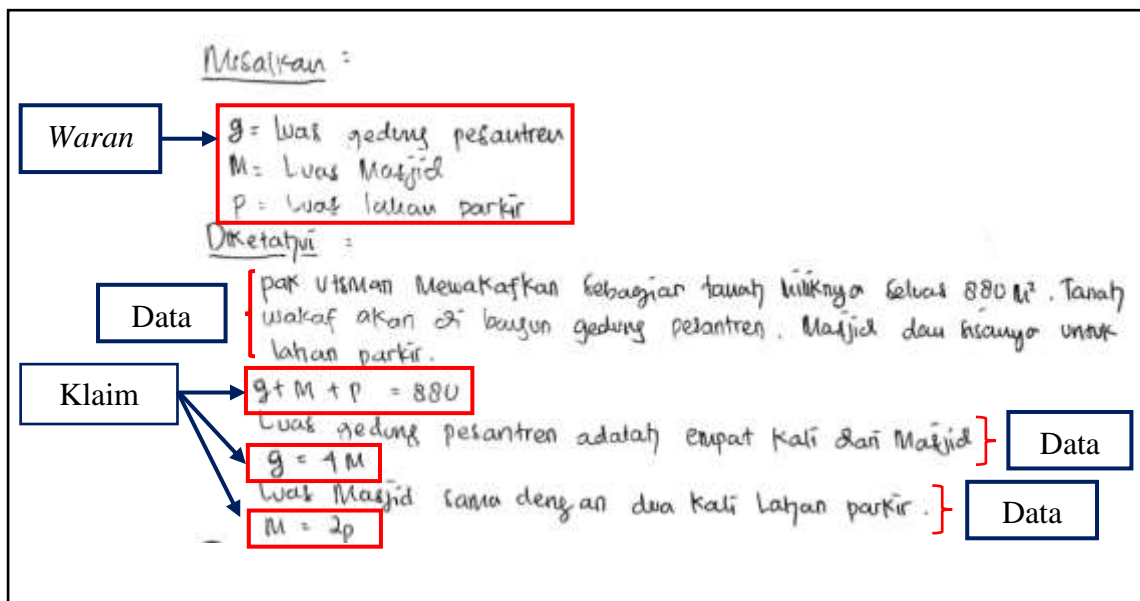 Misalkan :
Waran
g = Luas gedung pesantren
M = Luas Masjid
P = Luas lahan parkir
Diketahui :
Data
pak Utsman Mewakafkan Sebagian tanah miliknya seluas 880 M². Tanah
wakaf akan di bangun gedung pesantren. Masjid dan sisanya untuk
lahan parkir.
Klaim
g + M + P = 880
Luas gedung pesantren adalah empat kali dari Masjid
Data
g = 4M
Luas Masjid sama dengan dua kali Lahan parkir.
Data
M = 2p